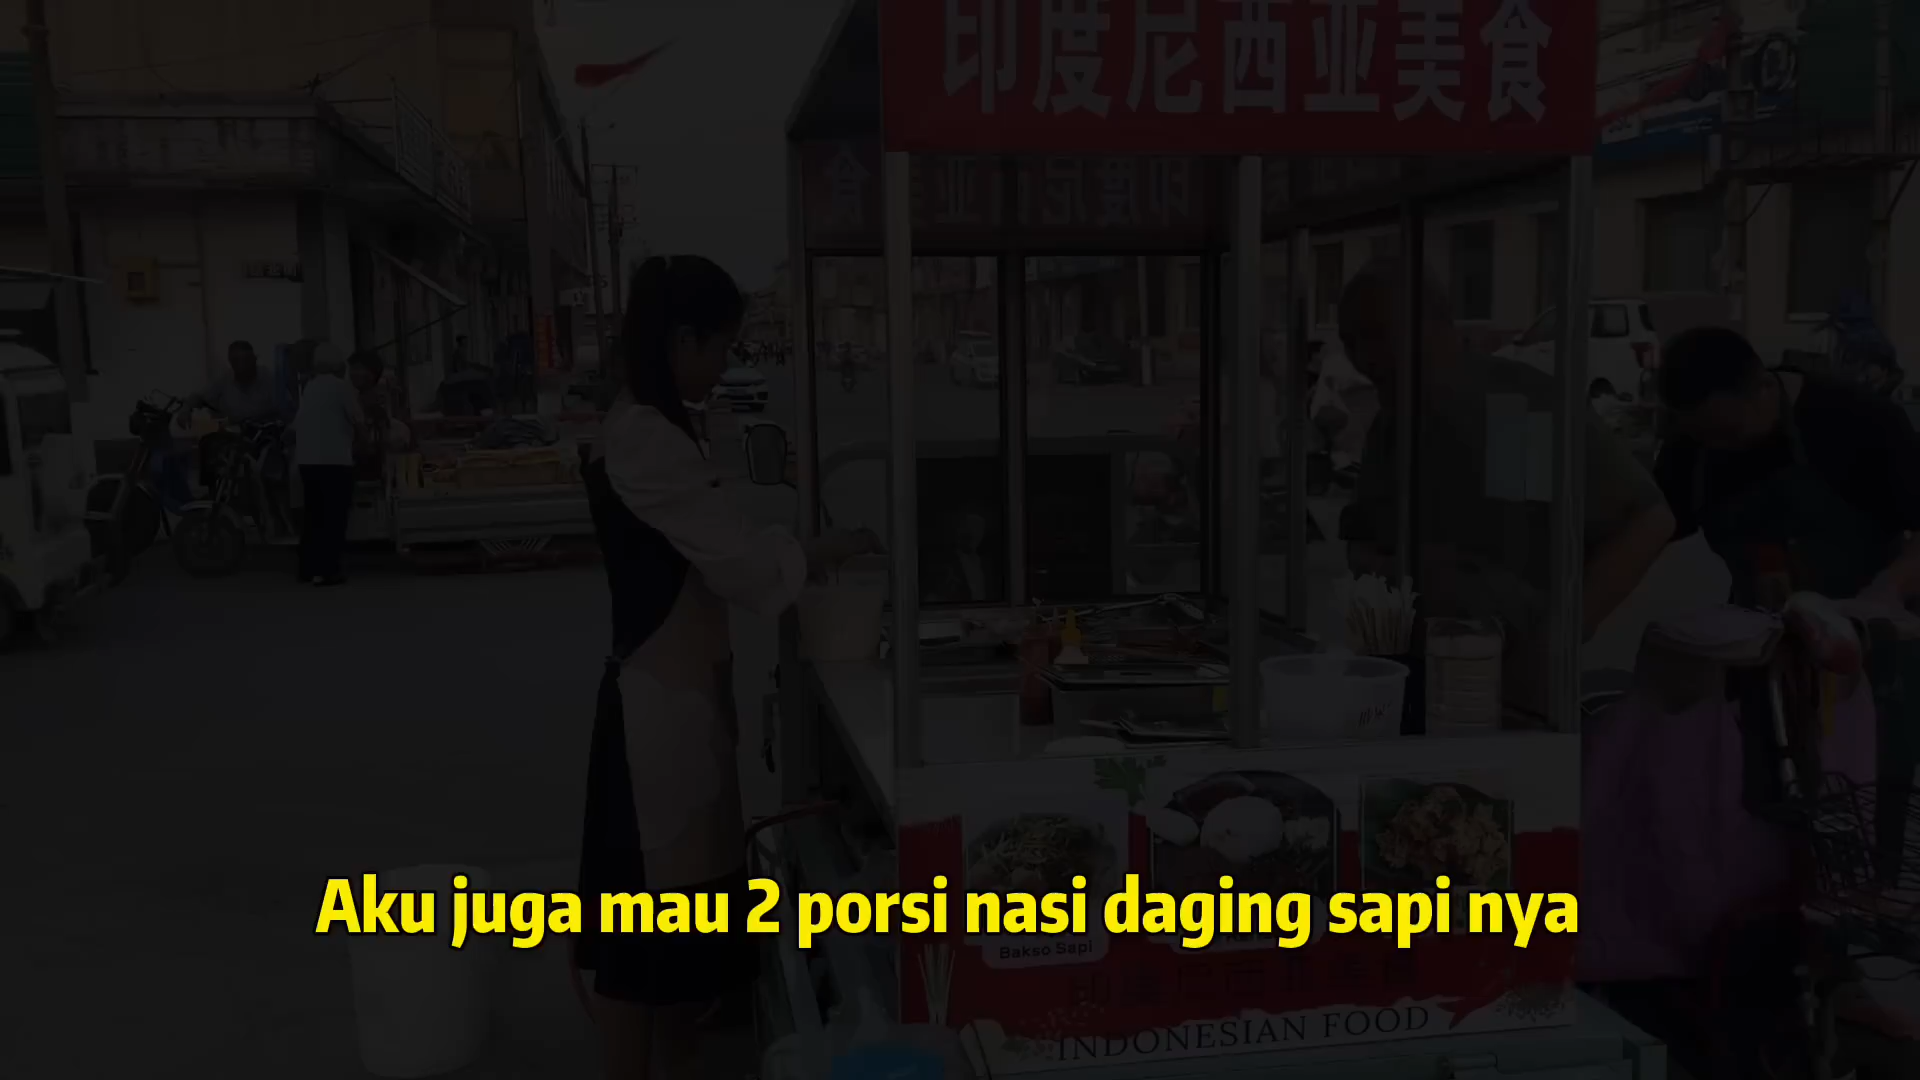 印度尼西亚美食
Aku juga mau 2 porsi nasi daging sapi nya
Bakso Sapi
INDONESIAN FOOD